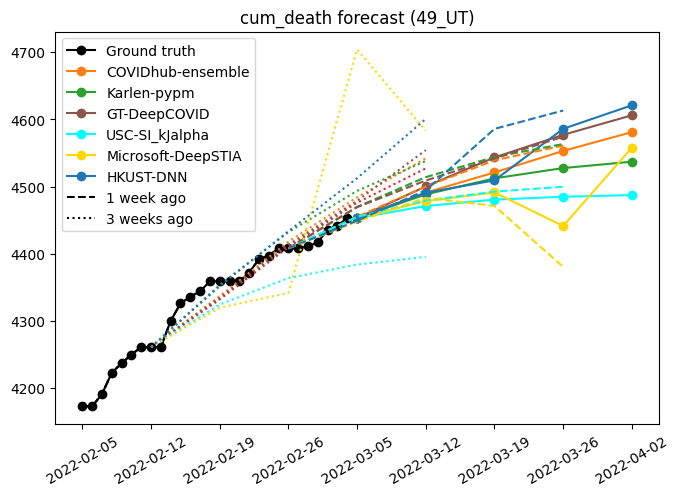 cum_death forecast (49_UT)
4700
4600
4500
4400
4300
4200
Ground truth
COVIDhub-ensemble
Karlen-pypm
GT-DeepCOVID
USC-SI_kJalpha
Microsoft-DeepSTIA
HKUST-DNN
1 week ago
3 weeks ago
2022-02-05
2022-02-12
2022-02-19
2022-02-26
2022-03-05
2022-03-12
2022-03-19
2022-03-26
2022-04-02